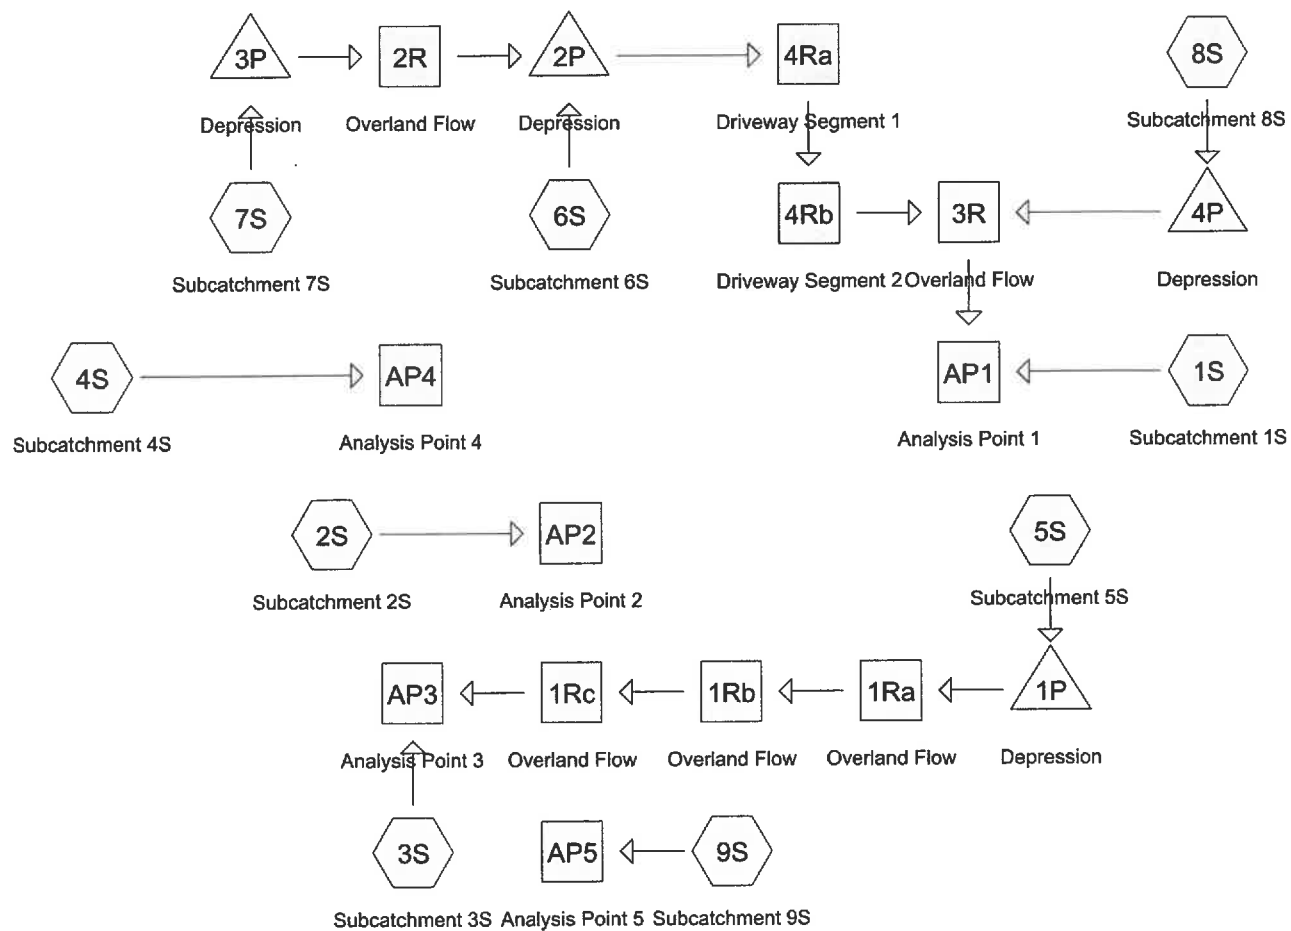 3P
2R
2P
4Ra
8S
Depression
Overland Flow
Depression
Driveway Segment 1
Subcatchment 8S
7S
6S
4Rb
3R
4P
Subcatchment 7S
Subcatchment 6S
Driveway Segment 2
Overland Flow
Depression
4S
AP4
AP1
1S
Subcatchment 4S
Analysis Point 4
Analysis Point 1
Subcatchment 1S
2S
AP2
5S
Subcatchment 2S
Analysis Point 2
Subcatchment 5S
AP3
1Rc
1Rb
1Ra
1P
Analysis Point 3
Overland Flow
Overland Flow
Overland Flow
Depression
3S
AP5
9S
Subcatchment 3S
Analysis Point 5
Subcatchment 9S